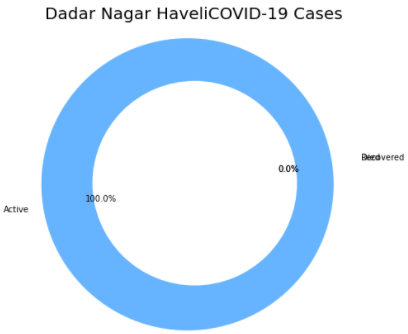 Dadar Nagar HaveliCOVID-19 Cases
Recovered
0.0%
100.0%
Active